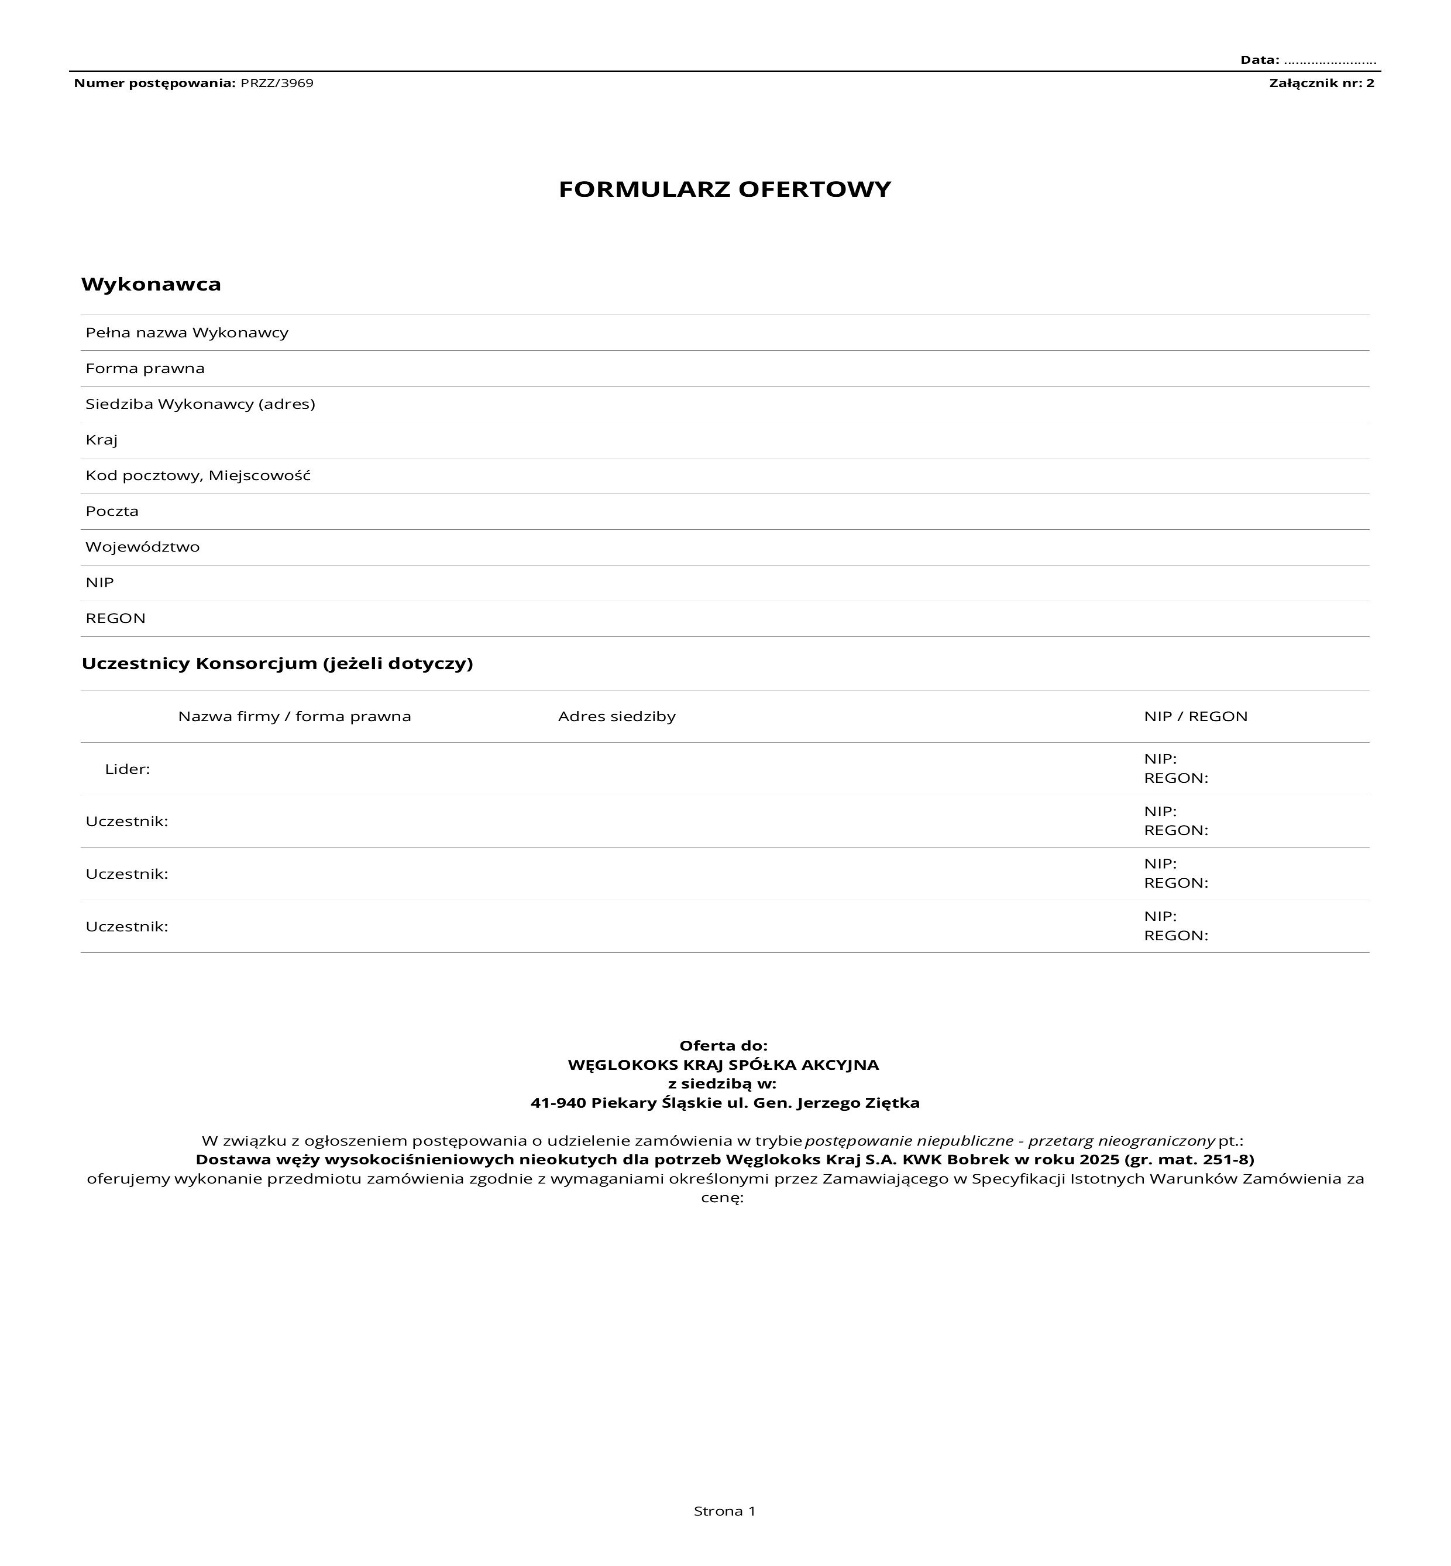 Data: ........................
Numer postępowania: PRZZ/3969 Załącznik nr: 2
FORMULARZ OFERTOWY
Wykonawca
Pełna nazwa Wykonawcy
Forma prawna
Siedziba Wykonawcy (adres)
Kraj
Kod pocztowy, Miejscowość
Poczta
Województwo
NIP
REGON
Uczestnicy Konsorcjum (jeżeli dotyczy)
Nazwa firmy / forma prawna Adres siedziby NIP / REGON
Lider: NIP:
REGON:
Uczestnik: NIP:
REGON:
Uczestnik: NIP:
REGON:
Uczestnik: NIP:
REGON:
Oferta do:
WĘGLOKOKS KRAJ SPÓŁKA AKCYJNA
z siedzibą w:
41-940 Piekary Śląskie ul. Gen. Jerzego Ziętka
W związku z ogłoszeniem postępowania o udzielenie zamówienia w trybie postępowanie niepubliczne - przetarg nieograniczony pt.:
Dostawa węży wysokociśnieniowych nieokutych dla potrzeb Węglokoks Kraj S.A. KWK Bobrek w roku 2025 (gr. mat. 251-8)
oferujemy wykonanie przedmiotu zamówienia zgodnie z wymaganiami określonymi przez Zamawiającego w Specyfikacji Istotnych Warunków Zamówienia za
cenę:
Strona 1